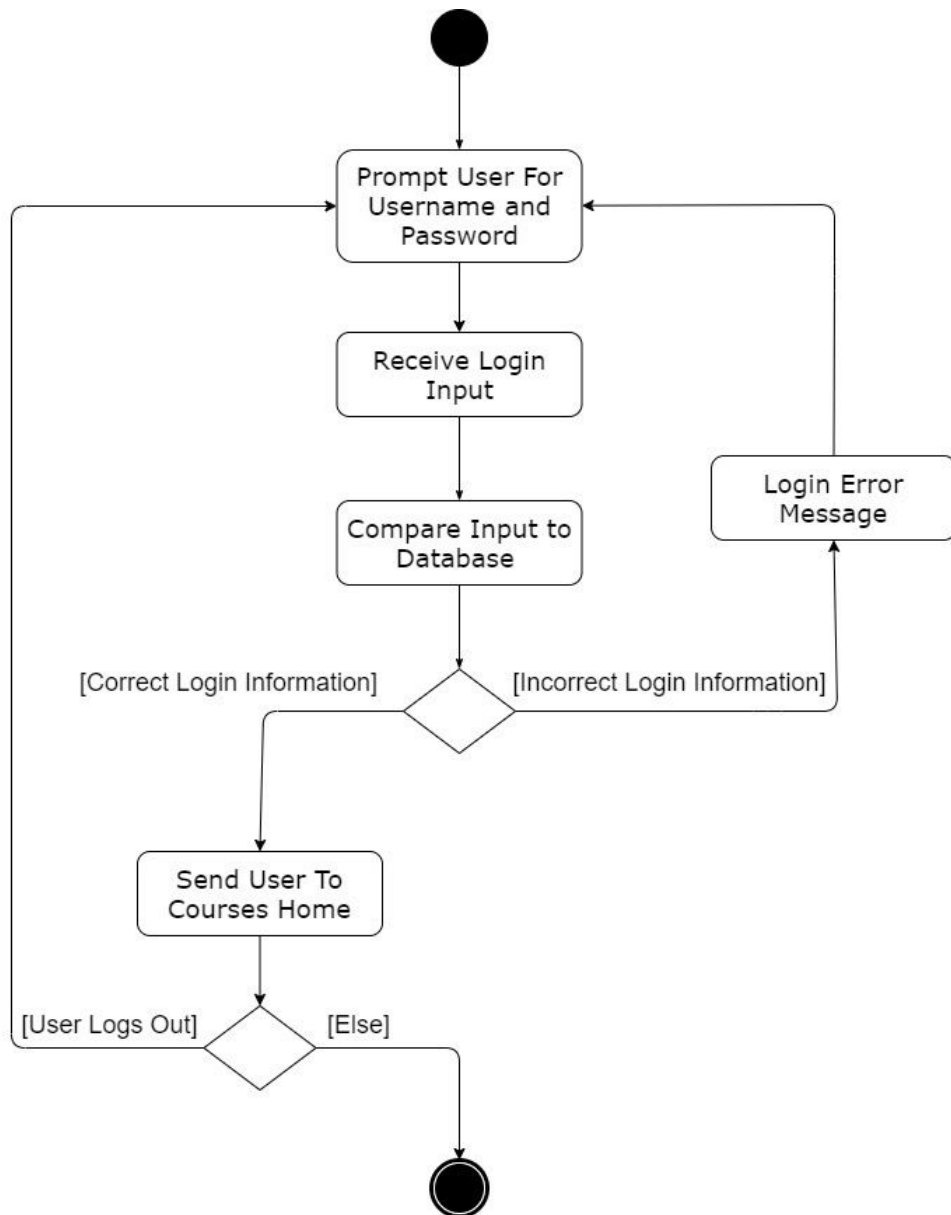 Prompt User For
Username and
Password
Receive Login
Input
Compare Input to
Database
Login Error
Message
[Correct Login Information]
[Incorrect Login Information]
Send User To
Courses Home
[User Logs Out]
[Else]